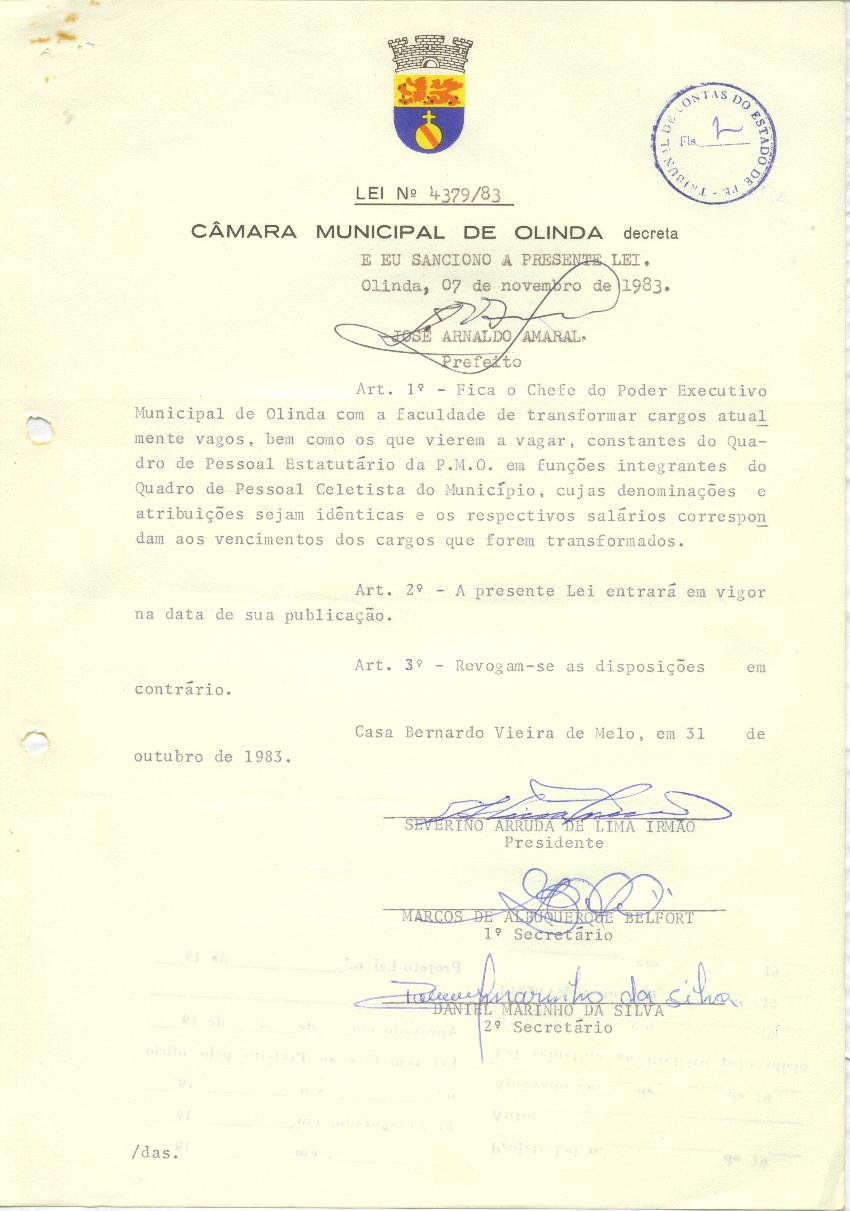 TRIBUNAL DE CONTAS DO ESTADO DE PE
Fls. 2
LEI Nº 4379/83
CÂMARA MUNICIPAL DE OLINDA decreta
E EU SANCIONO A PRESENTE LEI.
Olinda, 07 de novembro de 1983.
JOSÉ ARNALDO AMARAL.
Prefeito
Art. 1º - Fica o Chefe do Poder Executivo
Municipal de Olinda com a faculdade de transformar cargos atual
mente vagos, bem como os que vierem a vagar, constantes do Qua-
dro de Pessoal Estatutário da P.M.O. em funções integrantes do
Quadro de Pessoal Celetista do Município, cujas denominações e
atribuições sejam idênticas e os respectivos salários correspon
dam aos vencimentos dos cargos que forem transformados.
Art. 2º - A presente Lei entrará em vigor
na data de sua publicação.
Art. 3º - Revogam-se as disposições em
contrário.
Casa Bernardo Vieira de Melo, em 31 de
outubro de 1983.
SEVERINO ARRUDA DE LIMA IRMÃO
Presidente
MARCOS DE ALBUQUERQUE BELFORT
1º Secretário
Marinho da Silva
DANIEL MARINHO DA SILVA
2º Secretário
/das.